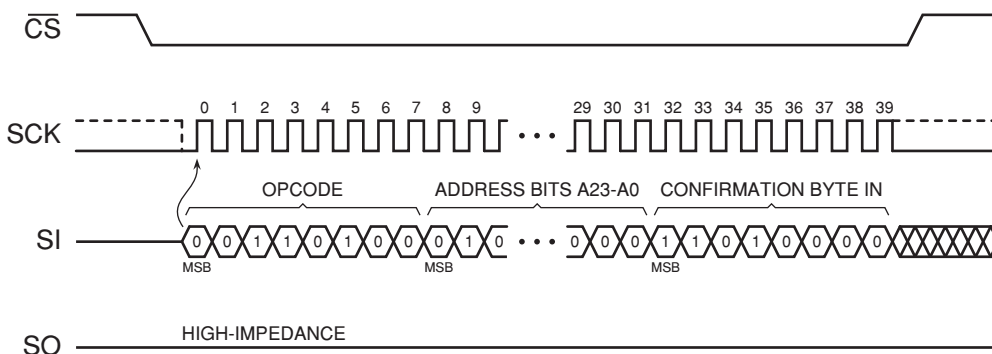 CS
0 1 2 3 4 5 6 7 8 9 29 30 31 32 33 34 35 36 37 38 39
SCK
OPCODE ADDRESS BITS A23-A0 CONFIRMATION BYTE IN
SI 0 0 1 1 0 1 0 0 0 1 0 0 0 0 1 1 0 1 0 0 0 0
MSB MSB MSB
HIGH-IMPEDANCE
SO